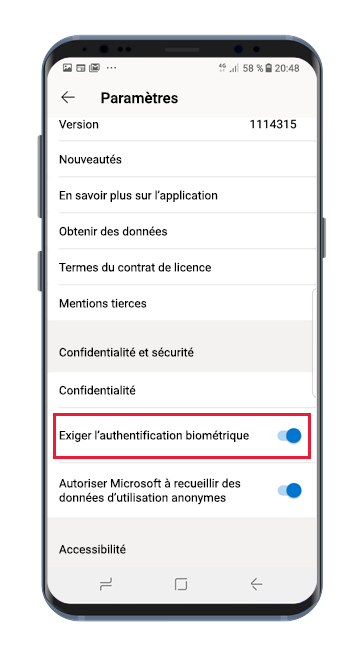 4G 58 % 20:48
Paramètres
Version 1114315
Nouveautés
En savoir plus sur l'application
Obtenir des données
Termes du contrat de licence
Mentions tierces
Confidentialité et sécurité
Confidentialité
Exiger l'authentification biométrique
Autoriser Microsoft à recueillir des
données d'utilisation anonymes
Accessibilité